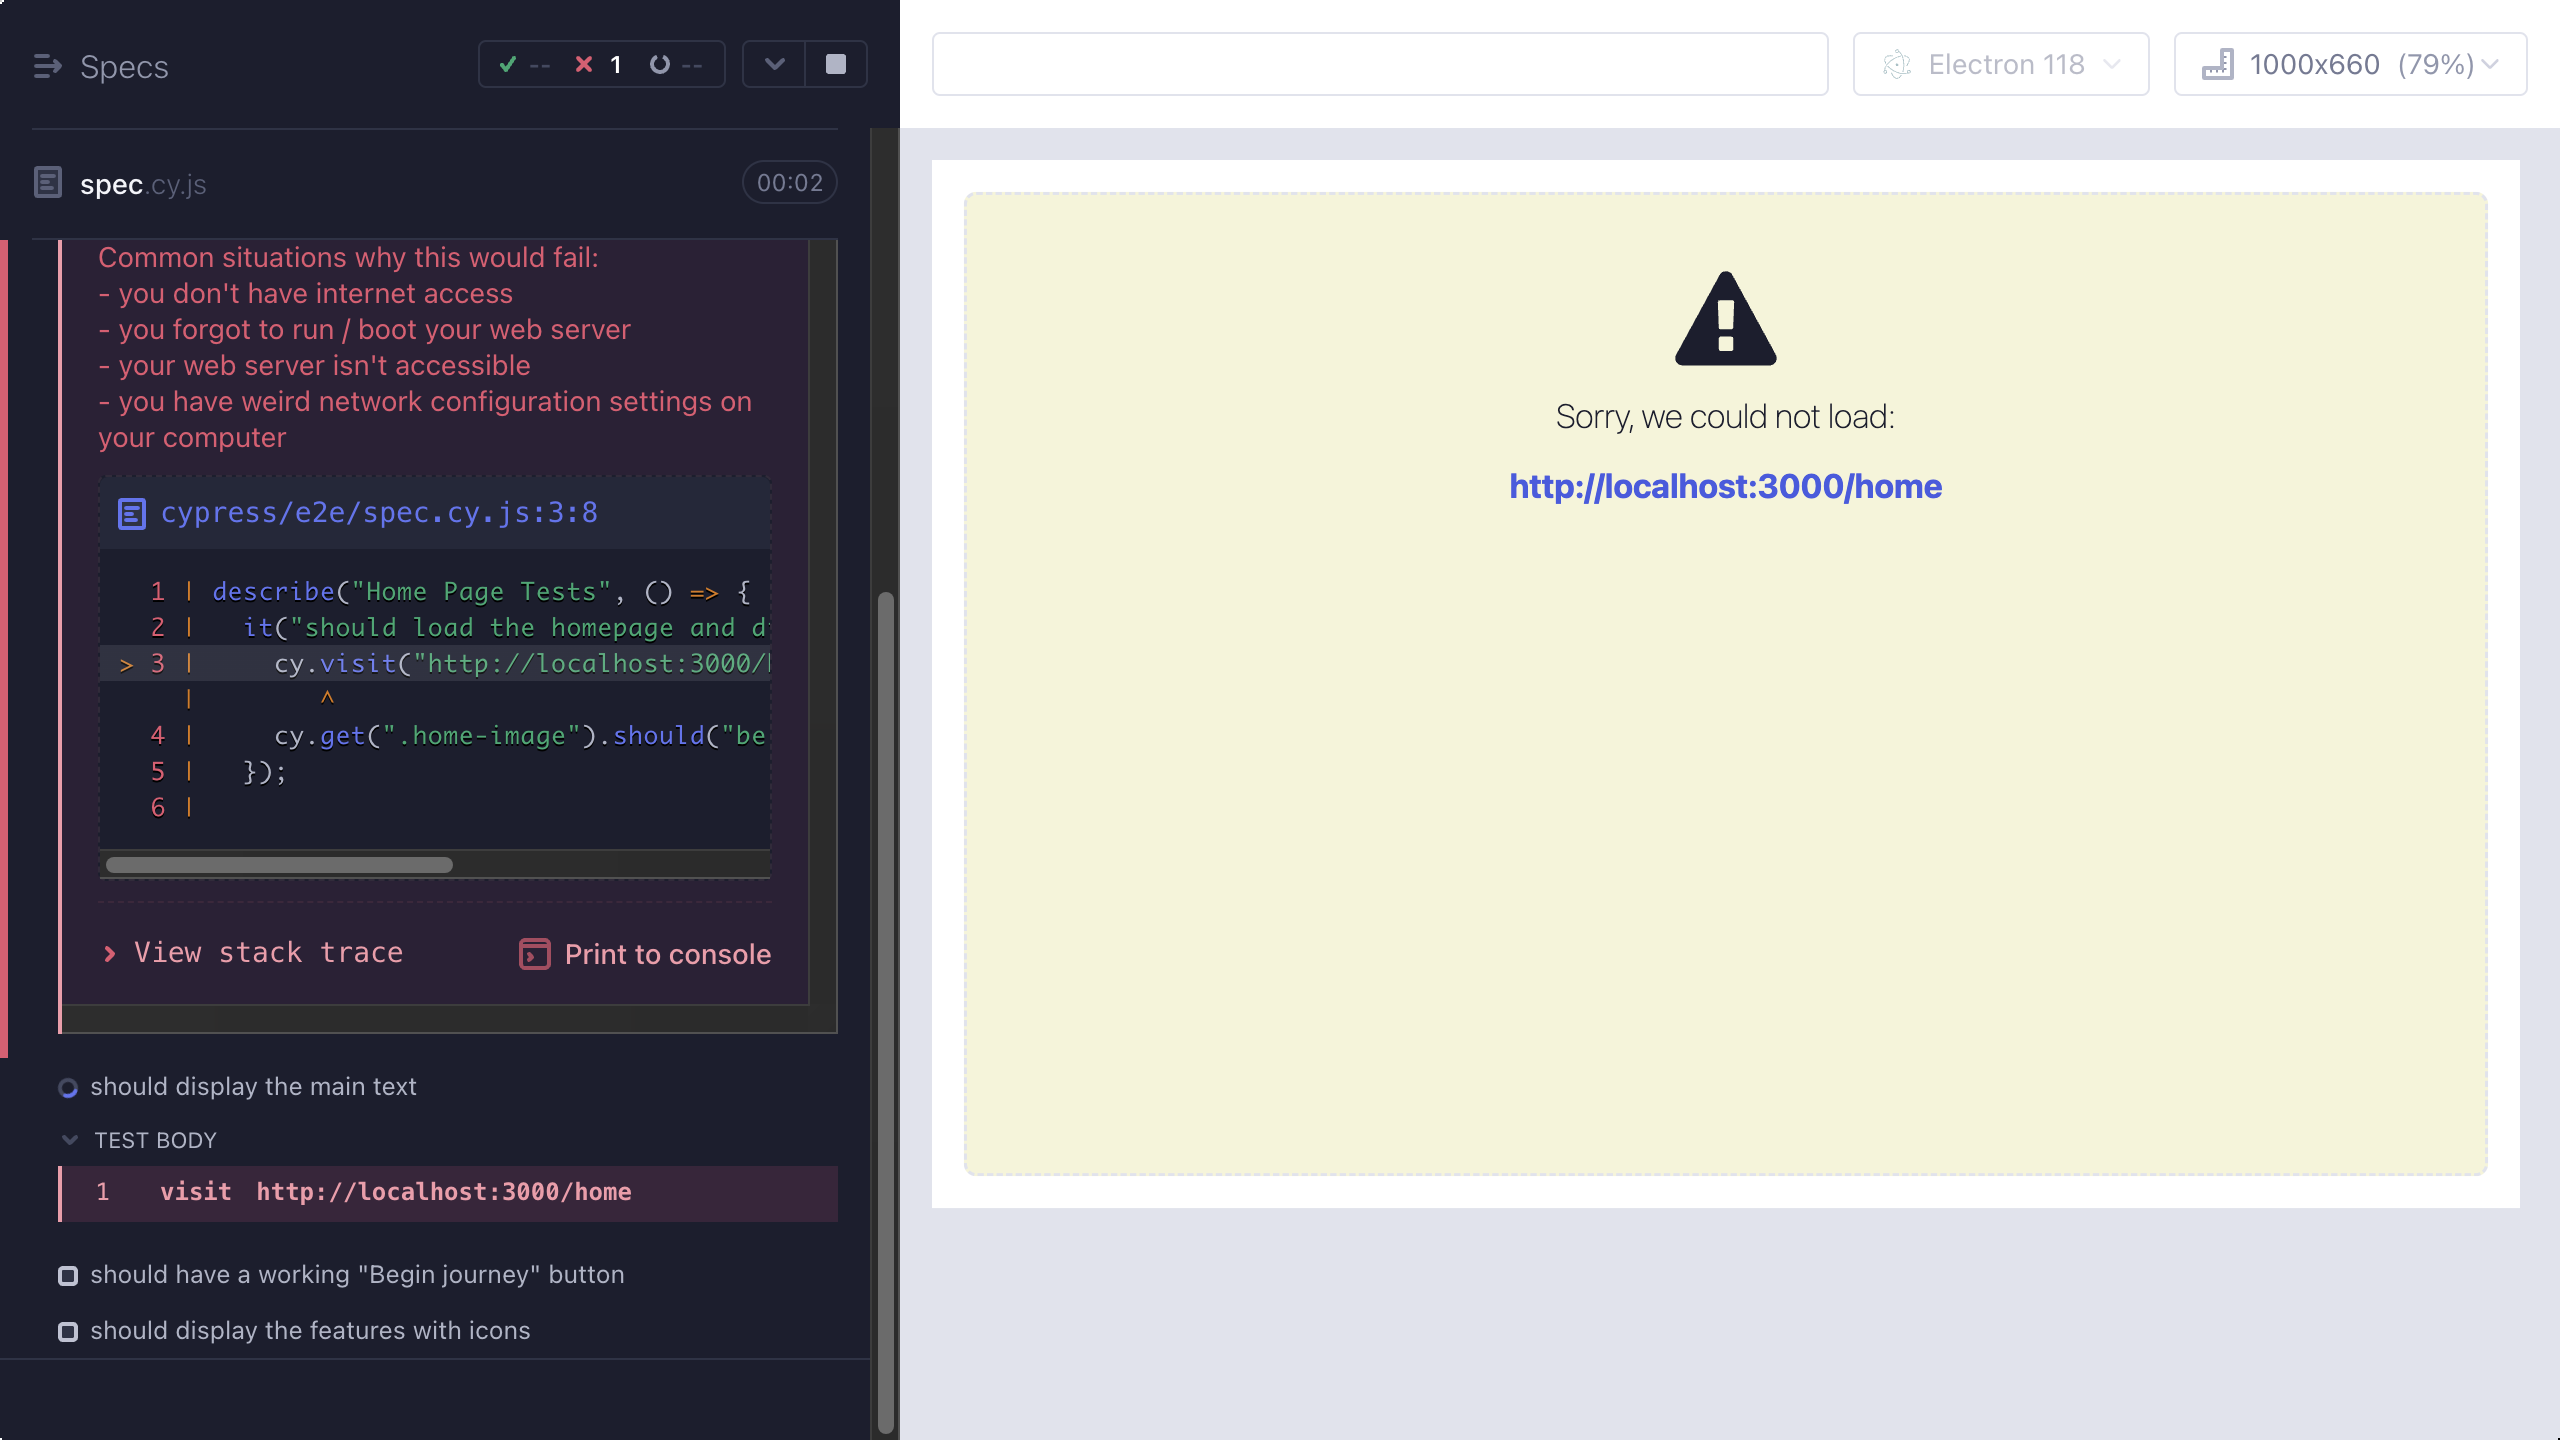 Specs
-- 1 --
Electron 118
1000x660 (79%)
spec.cy.js
00:02
Common situations why this would fail:
- you don't have internet access
- you forgot to run / boot your web server
- your web server isn't accessible
- you have weird network configuration settings on
your computer
cypress/e2e/spec.cy.js:3:8
1 | describe("Home Page Tests", () => {
2 | it("should load the homepage and
> 3 | cy.visit("http://localhost:3000/
| ^
4 | cy.get(".home-image").should("be
5 | });
6 |
View stack trace
Print to console
should display the main text
TEST BODY
1 visit http://localhost:3000/home
should have a working "Begin journey" button
should display the features with icons
Sorry, we could not load:
http://localhost:3000/home